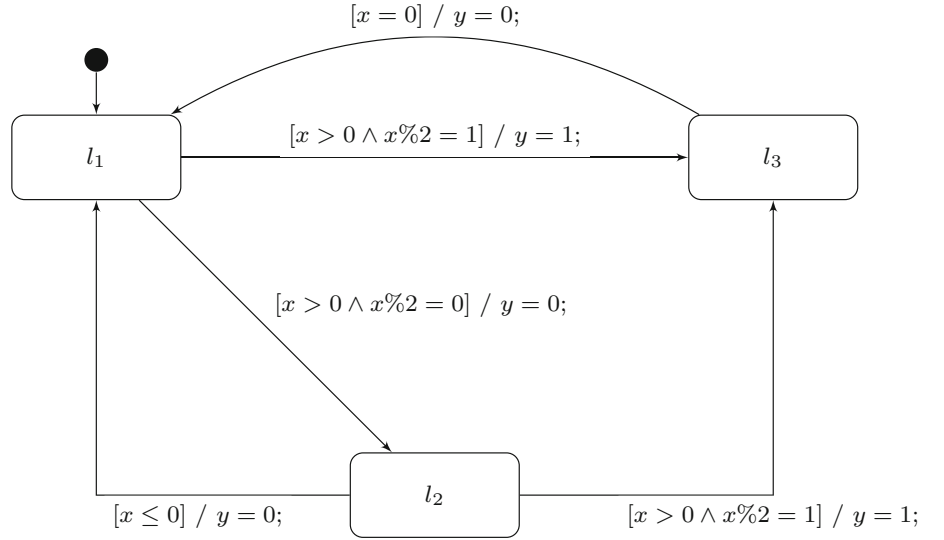 [x = 0] / y = 0;
[x > 0 ∧ x%2 = 1] / y = 1;
l₁
l₃
[x > 0 ∧ x%2 = 0] / y = 0;
l₂
[x ≤ 0] / y = 0;
[x > 0 ∧ x%2 = 1] / y = 1;